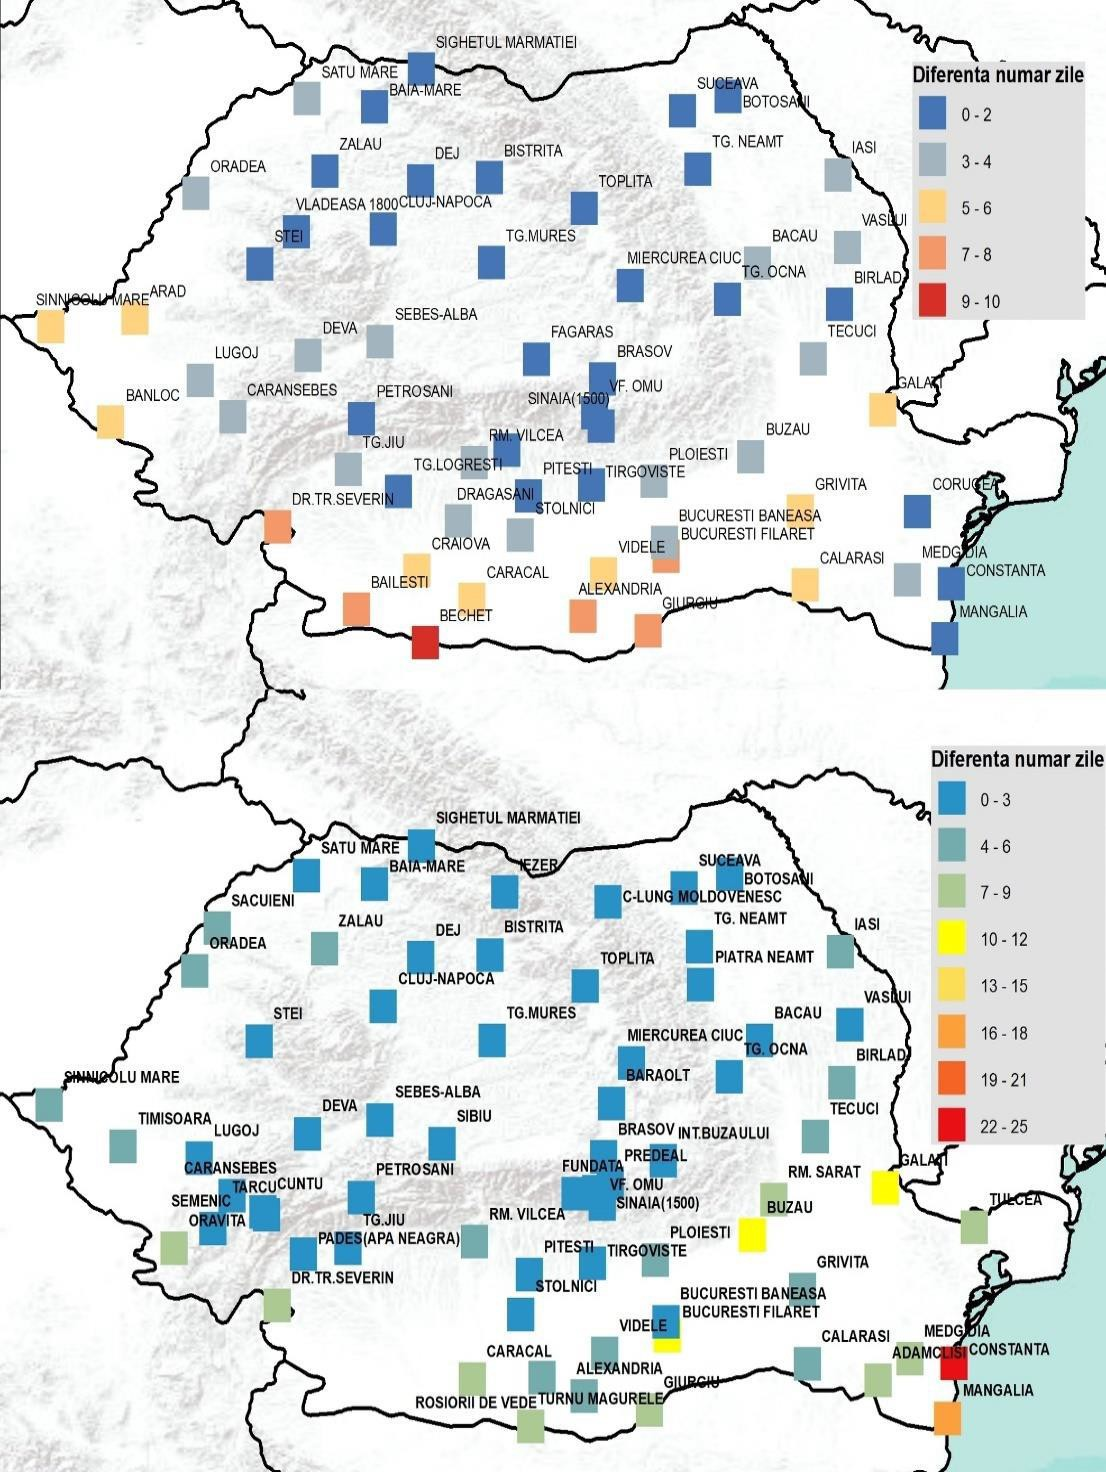 SIGHETUL MARMATIEI
SATU MARE
BAIA-MARE
SUCEAVA
BOTOSANI
Diferenta numar zile
0 - 2
3 - 4
5 - 6
7 - 8
9 - 10
ZALAU
DEJ
BISTRITA
TG. NEAMT
IASI
ORADEA
TOPLITA
VLADEASA 1800
CLUJ-NAPOCA
VASLUI
STEI
TG.MURES
BACAU
MIERCUREA CIUC
TG. OCNA
BIRLAD
SINNICOLU MARE
ARAD
SEBES-ALBA
DEVA
FAGARAS
TECUCI
LUGOJ
BRASOV
BANLOC
CARANSEBES
PETROSANI
VF. OMU
GALATI
SINAIA(1500)
TG.JIU
RM. VILCEA
BUZAU
TG.LOGRESTI
PITESTI
TIRGOVISTE
PLOIESTI
GRIVITA
CORUGEA
DR.TR.SEVERIN
DRAGASANI
STOLNICI
BUCURESTI BANEASA
BUCURESTI FILARET
CRAIOVA
VIDELE
CALARASI
MEDGIDIA
CONSTANTA
BAILESTI
CARACAL
ALEXANDRIA
GIURGIU
MANGALIA
BECHET
Diferenta numar zile
0 - 3
4 - 6
7 - 9
10 - 12
13 - 15
16 - 18
19 - 21
22 - 25
SIGHETUL MARMATIEI
SATU MARE
BAIA-MARE
IEZER
SUCEAVA
BOTOSANI
SACUIENI
C-LUNG MOLDOVENESC
ZALAU
DEJ
BISTRITA
TG. NEAMT
IASI
ORADEA
TOPLITA
PIATRA NEAMT
CLUJ-NAPOCA
VASLUI
STEI
TG.MURES
BACAU
MIERCUREA CIUC
TG. OCNA
BIRLAD
SINNICOLU MARE
BARAOLT
TIMISOARA
DEVA
SEBES-ALBA
SIBIU
TECUCI
LUGOJ
BRASOV
INT.BUZAULUI
CARANSEBES
PETROSANI
FUNDATA
PREDEAL
RM. SARAT
GALATI
TARCU
CUNTU
VF. OMU
SEMENIC
SINAIA(1500)
BUZAU
TULCEA
ORAVITA
TG.JIU
RM. VILCEA
PADES(APA NEAGRA)
PLOIESTI
PITESTI
TIRGOVISTE
GRIVITA
DR.TR.SEVERIN
STOLNICI
BUCURESTI BANEASA
BUCURESTI FILARET
VIDELE
CALARASI
MEDGIDIA
CARACAL
ADAMCLISI
CONSTANTA
ALEXANDRIA
GIURGIU
MANGALIA
ROSIORII DE VEDE
TURNU MAGURELE